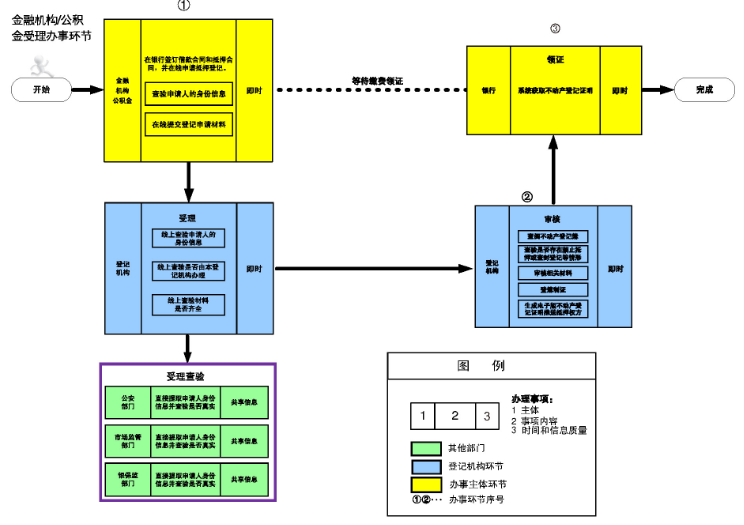 金融机构/公积
金受理办事环节
①
开始
金融
机构
公积金
在银行签订借款合同和抵押合
同，并在线申请抵押登记。
查验申请人的身份信息
在线提交登记申请材料
即时
等待缴费领证
③
银行
领证
系统获取不动产登记证明
即时
完成
登记
机构
受理
线上查验申请人的
身份信息
线上查验是否由本登
记机构办理
线上查验材料
是否齐全
即时
②
登记
机构
审核
查阅不动产登记簿
查验是否存在禁止抵
押或查封登记等情形
审核相关材料
受缮制证
生成电子版不动产登
记证明推送抵押权方
即时
受理查验
公安
部门
直接提取申请人身份
信息并查验是否真实
共享信息
市场监管
部门
直接提取申请人身份
信息并查验是否真实
共享信息
银保监
部门
直接提取申请人身份
信息并查验是否真实
共享信息
图 例
1 2 3
办理事项：
1 主体
2 事项内容
3 时间和信息质量
其他部门
登记机构环节
办事主体环节
①②··· 办事环节序号